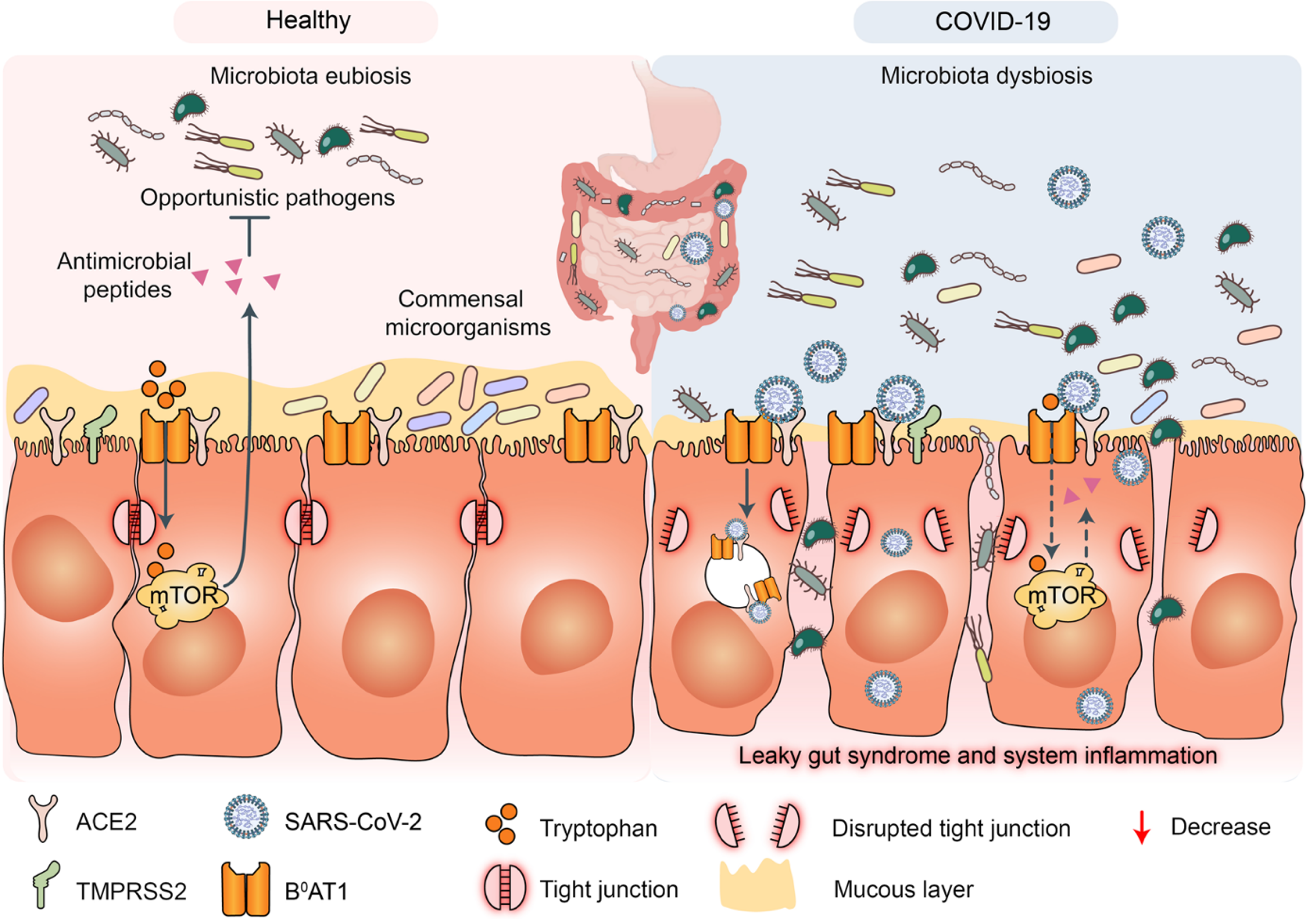 Healthy
COVID-19
Microbiota eubiosis
Microbiota dysbiosis
Opportunistic pathogens
Antimicrobial
peptides
Commensal
microorganisms
mTOR
mTOR
Leaky gut syndrome and system inflammation
ACE2
SARS-CoV-2
Tryptophan
Disrupted tight junction
Decrease
TMPRSS2
B⁰AT1
Tight junction
Mucous layer